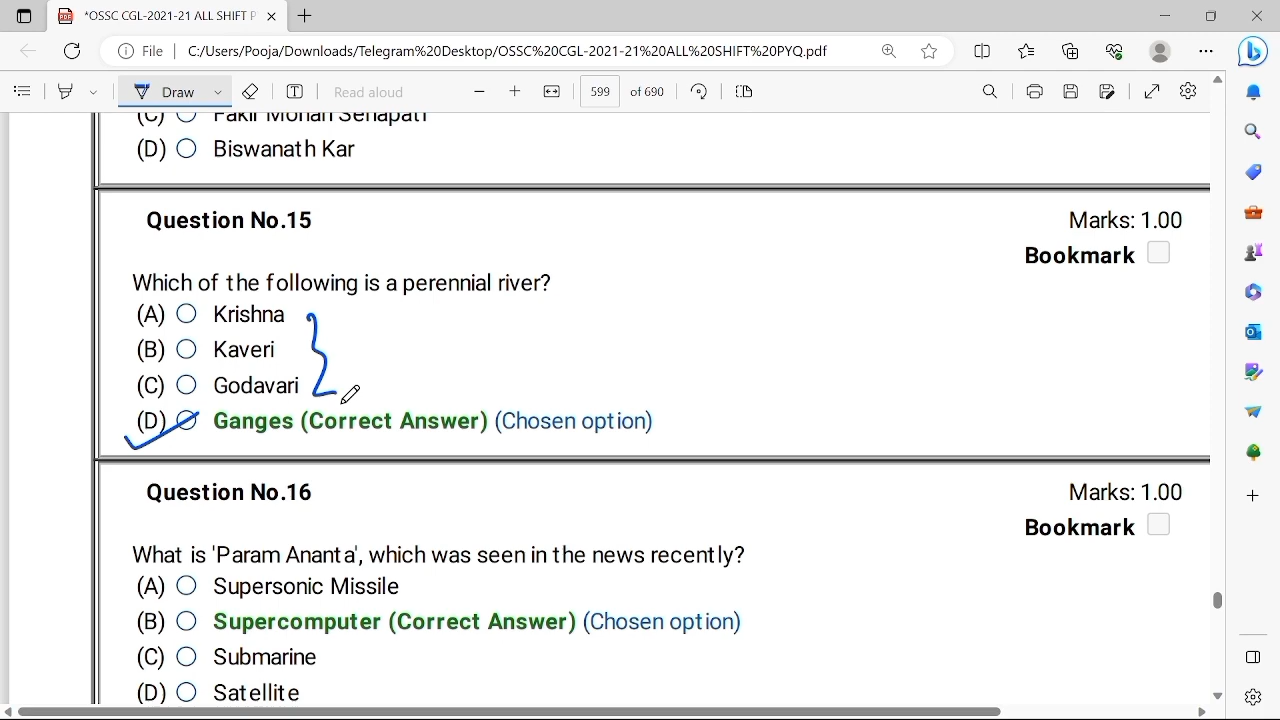 *OSSC CGL-2021-21 ALL SHIFT P
File
C:/Users/Pooja/Downloads/Telegram%20Desktop/OSSC%20CGL-2021-21%20ALL%20SHIFT%20PYQ.pdf
Draw
Read aloud
599
of 690
(C) Fakir Mohan Senapati
(D) Biswanath Kar
Question No.15
Marks: 1.00
Bookmark
Which of the following is a perennial river?
(A) Krishna
(B) Kaveri
(C) Godavari
(D) Ganges (Correct Answer) (Chosen option)
Question No.16
Marks: 1.00
Bookmark
What is 'Param Ananta', which was seen in the news recently?
(A) Supersonic Missile
(B) Supercomputer (Correct Answer) (Chosen option)
(C) Submarine
(D) Satellite